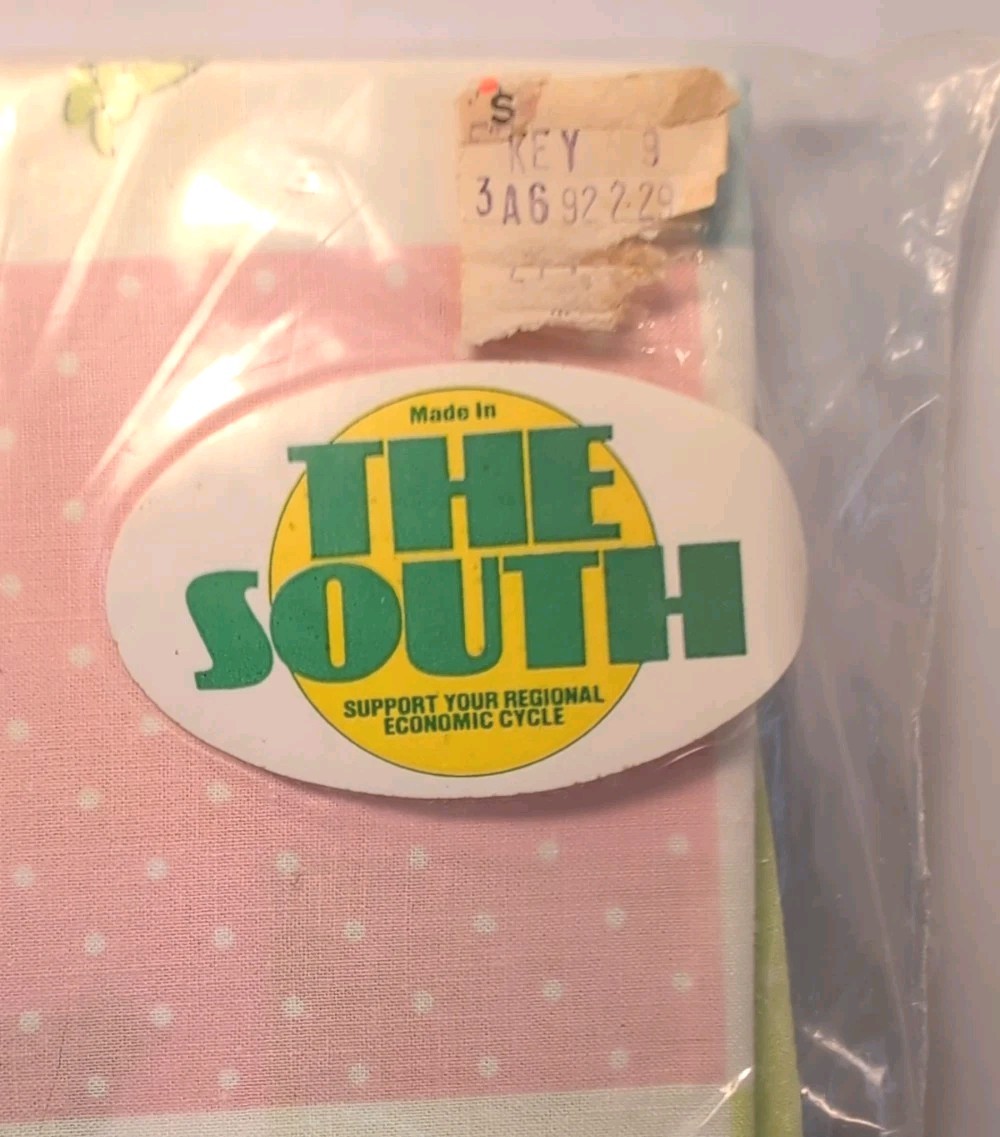 S
KEY 9
3A6 92 2·29
Made In
THE
SOUTH
SUPPORT YOUR REGIONAL
ECONOMIC CYCLE